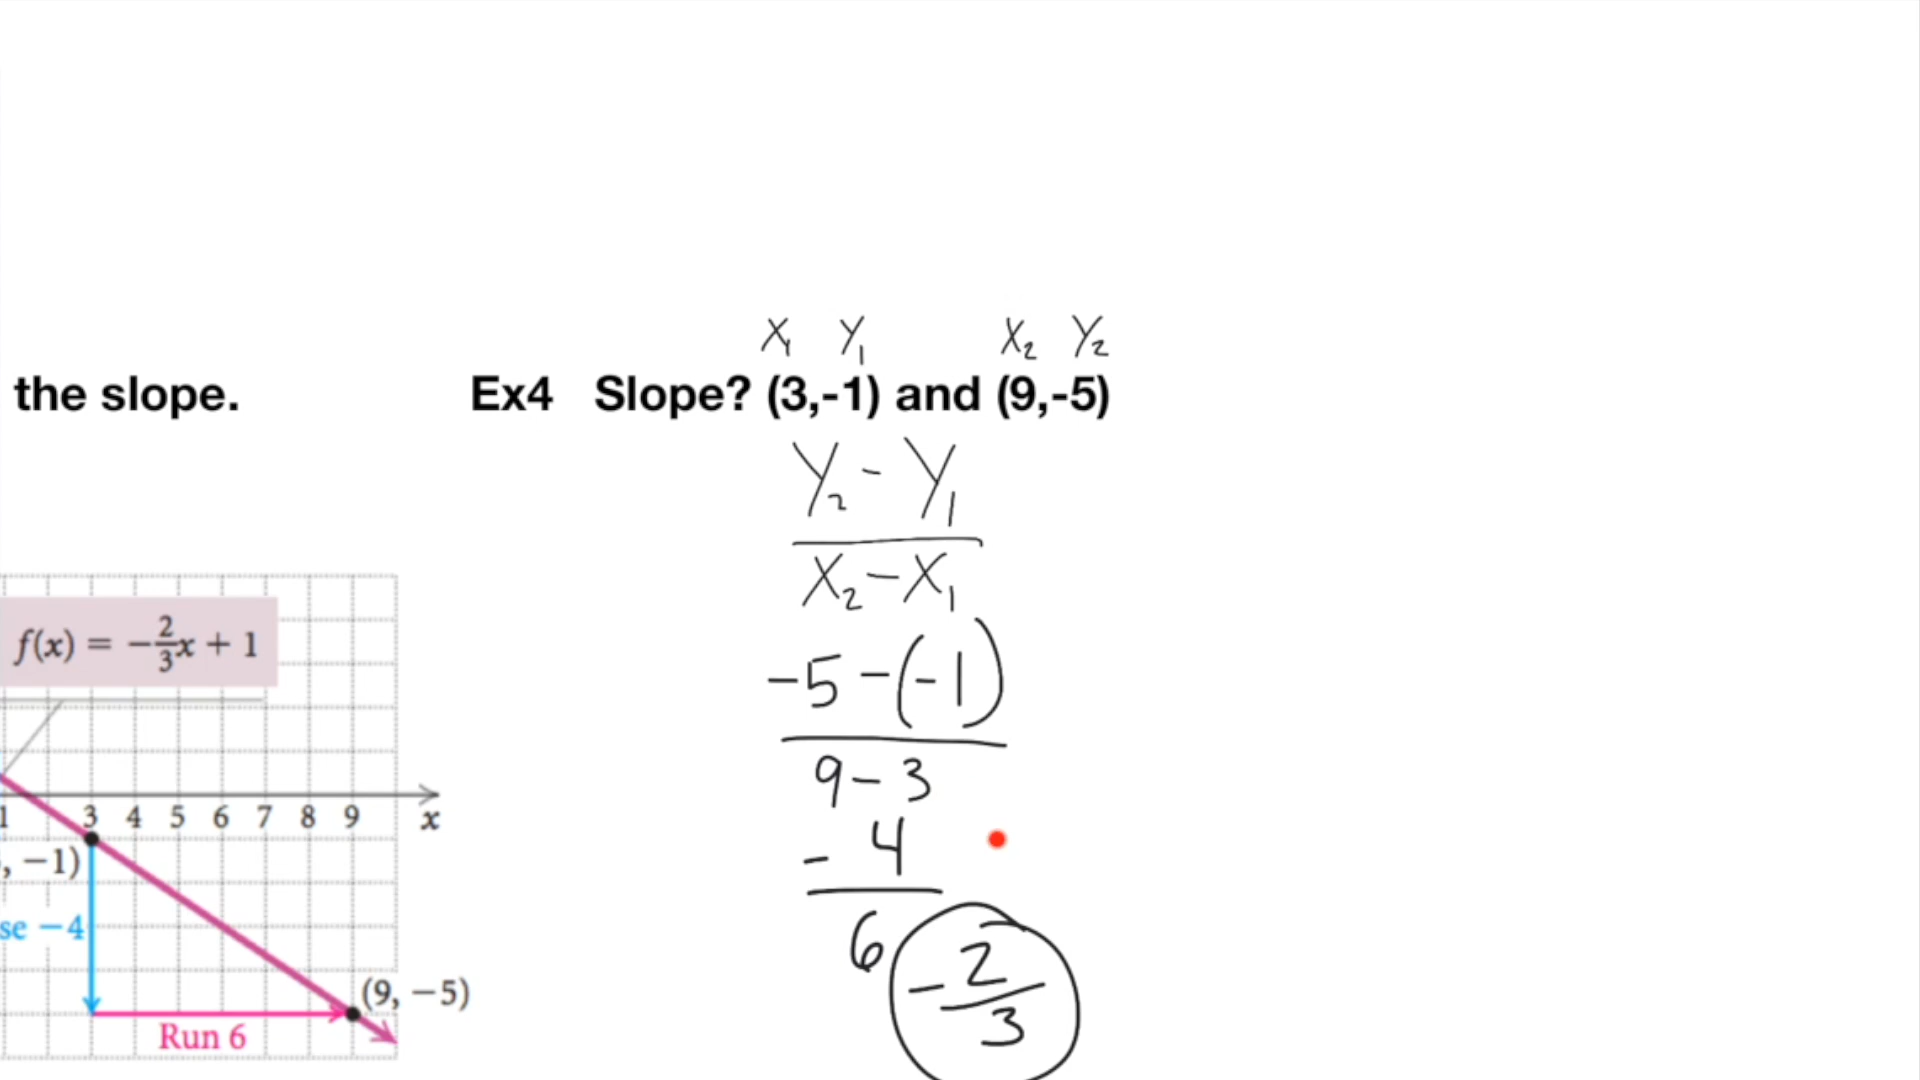 X1 Y1 X2 Y2
the slope. Ex4 Slope? (3,-1) and (9,-5)
Y2 - Y1
X2 - X1
-5 - (-1)
9 - 3
- 4
6
- 2
3
f(x) = -2/3x + 1
1 3 4 5 6 7 8 9 x
, −1)
se −4
(9, −5)
Run 6